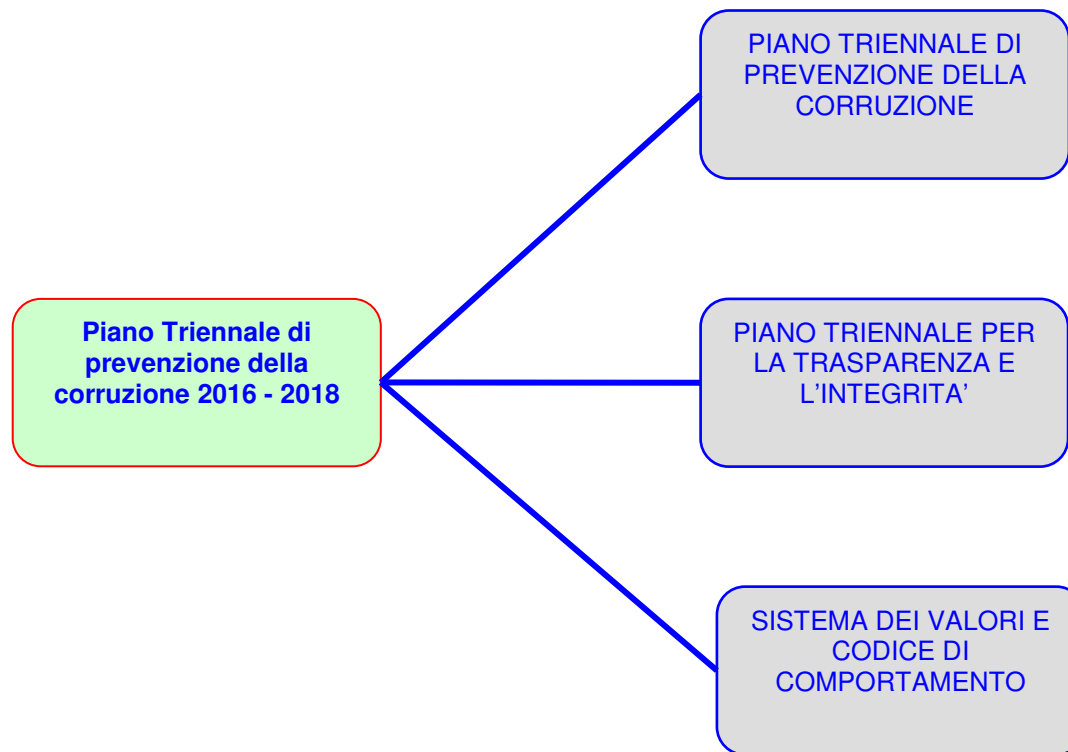 PIANO TRIENNALE DI
PREVENZIONE DELLA
CORRUZIONE
Piano Triennale di
prevenzione della
corruzione 2016 - 2018
PIANO TRIENNALE PER
LA TRASPARENZA E
L'INTEGRITA'
SISTEMA DEI VALORI E
CODICE DI
COMPORTAMENTO